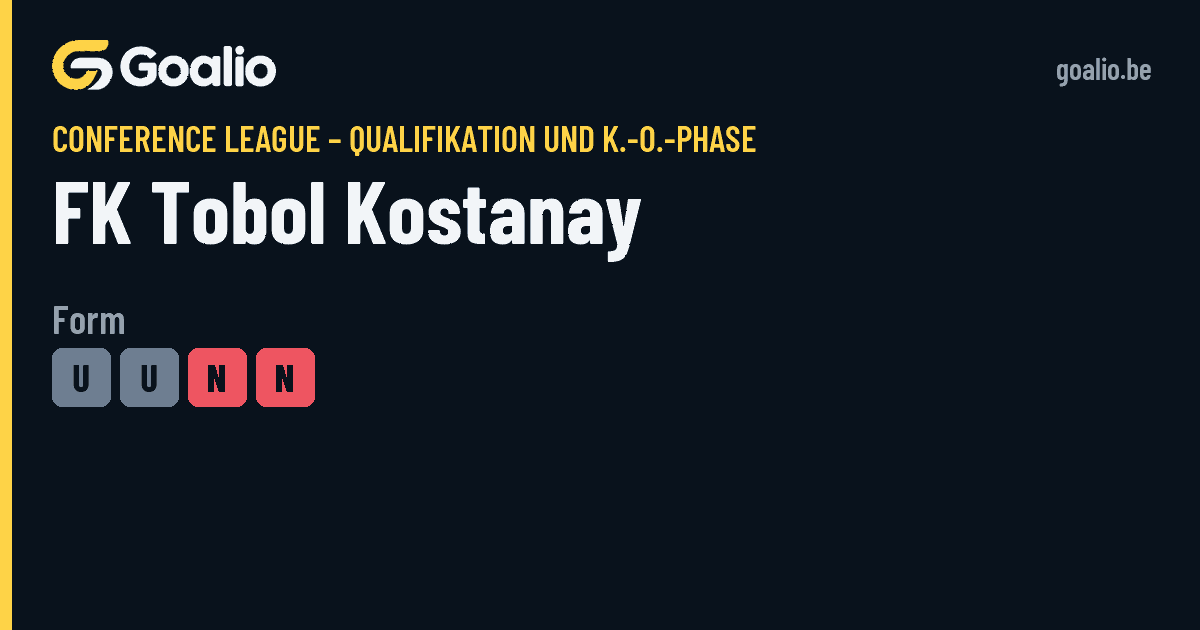 Goalio
goalio.be
CONFERENCE LEAGUE – QUALIFIKATION UND K.-O.-PHASE
FK Tobol Kostanay
Form
U U N N